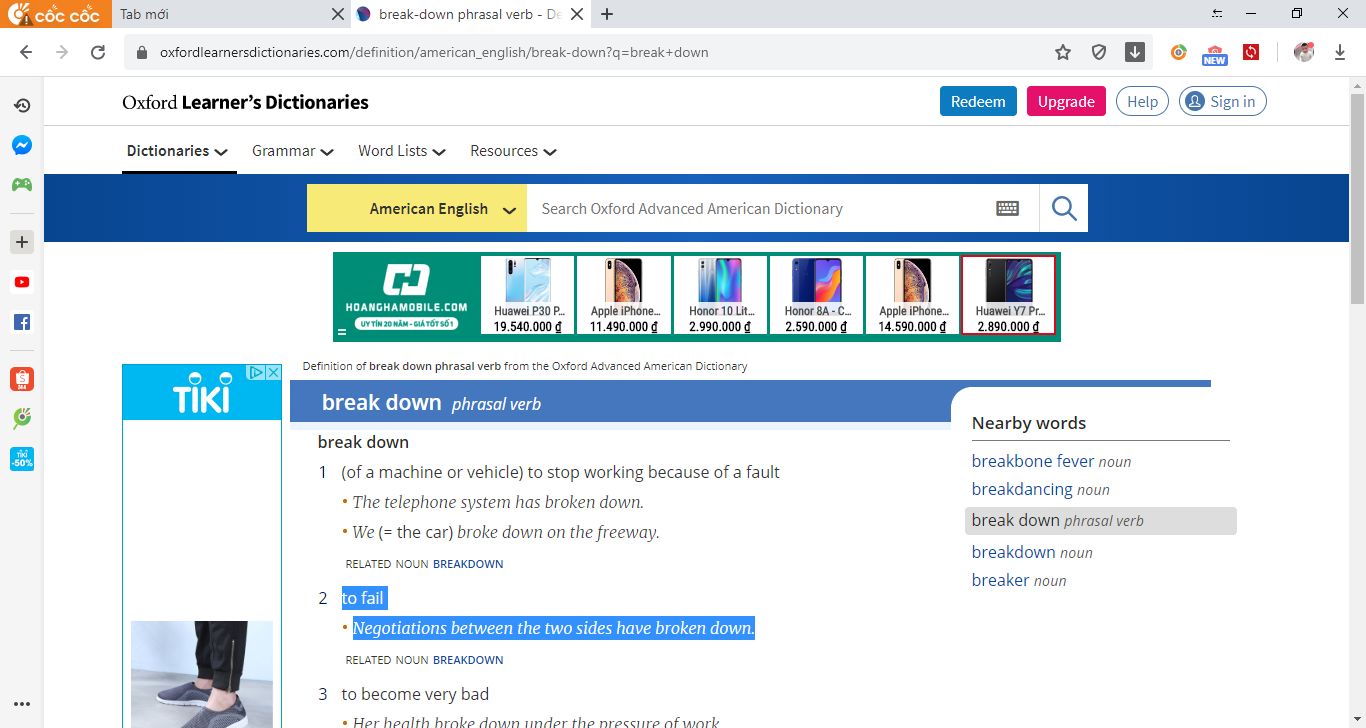 cốc cốc
Tab mới
break-down phrasal verb - De
oxfordlearnersdictionaries.com/definition/american_english/break-down?q=break+down
NEW
Oxford Learner's Dictionaries
Redeem
Upgrade
Help
Sign in
Dictionaries
Grammar
Word Lists
Resources
American English
Search Oxford Advanced American Dictionary
HOANGHAMOBILE.COM
UY TÍN 20 NĂM - GIÁ TỐT SỐ 1
Huawei P30 P...
19.540.000 ₫
Apple iPhone...
11.490.000 ₫
Honor 10 Lit...
2.990.000 ₫
Honor 8A - C...
2.590.000 ₫
Apple iPhone...
14.590.000 ₫
Huawei Y7 Pr...
2.890.000 ₫
TIKI
TIKI
-50%
Definition of break down phrasal verb from the Oxford Advanced American Dictionary
break down phrasal verb
break down
1 (of a machine or vehicle) to stop working because of a fault
• The telephone system has broken down.
• We (= the car) broke down on the freeway.
RELATED NOUN BREAKDOWN
2 to fail
• Negotiations between the two sides have broken down.
RELATED NOUN BREAKDOWN
3 to become very bad
• Her health broke down under the pressure of work
Nearby words
breakbone fever noun
breakdancing noun
break down phrasal verb
breakdown noun
breaker noun